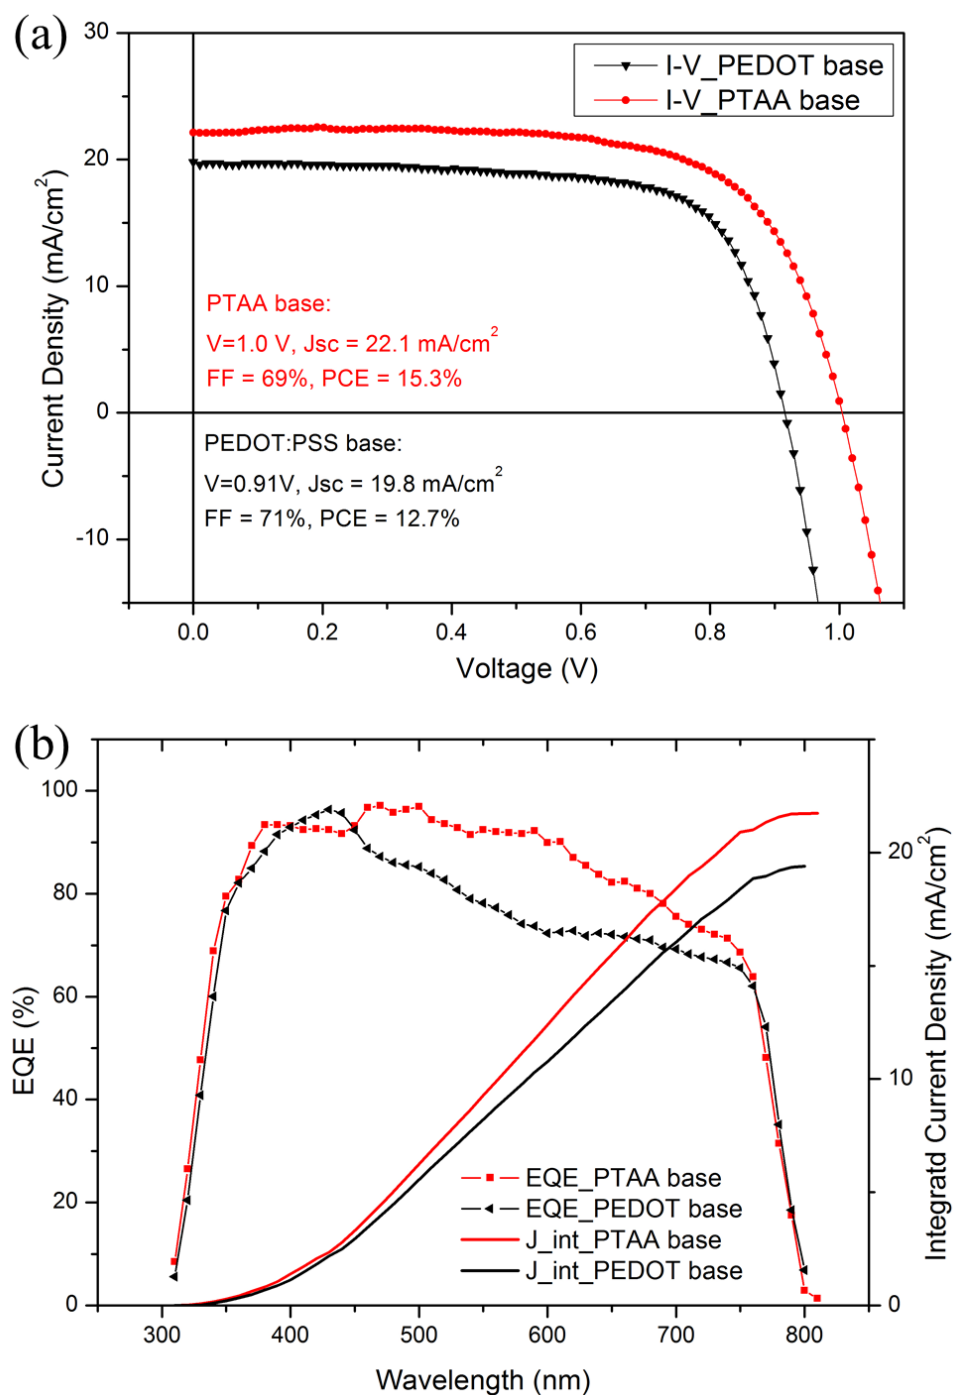 (a)
30
20
10
0
-10
Current Density (mA/cm²)
I-V_PEDOT base
I-V_PTAA base
PTAA base:
V=1.0 V, Jsc = 22.1 mA/cm²
FF = 69%, PCE = 15.3%
PEDOT:PSS base:
V=0.91V, Jsc = 19.8 mA/cm²
FF = 71%, PCE = 12.7%
0.0 0.2 0.4 0.6 0.8 1.0
Voltage (V)
(b)
100
80
60
40
20
0
EQE (%)
20
10
0
Integratd Current Density (mA/cm²)
EQE_PTAA base
EQE_PEDOT base
J_int_PTAA base
J_int_PEDOT base
300 400 500 600 700 800
Wavelength (nm)